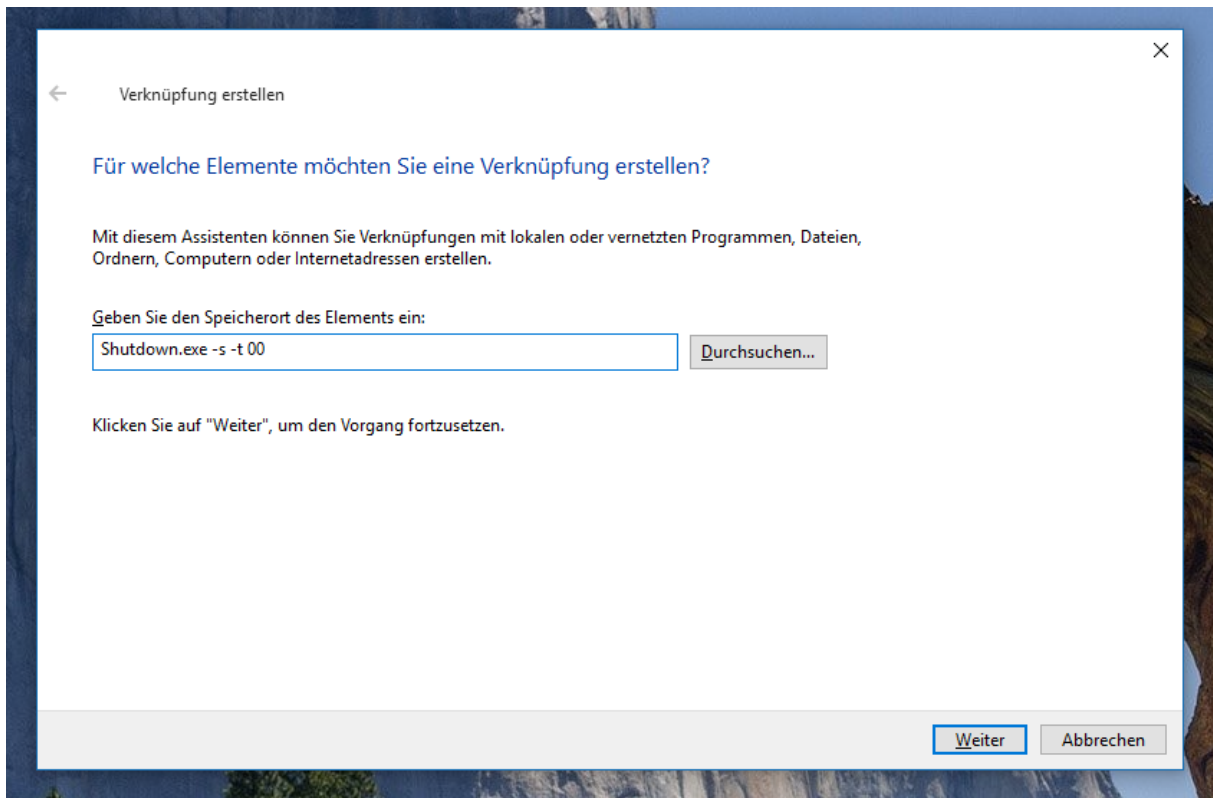 Verknüpfung erstellen
Für welche Elemente möchten Sie eine Verknüpfung erstellen?
Mit diesem Assistenten können Sie Verknüpfungen mit lokalen oder vernetzten Programmen, Dateien,
Ordnern, Computern oder Internetadressen erstellen.
Geben Sie den Speicherort des Elements ein:
Shutdown.exe -s -t 00
Durchsuchen...
Klicken Sie auf "Weiter", um den Vorgang fortzusetzen.
Weiter
Abbrechen